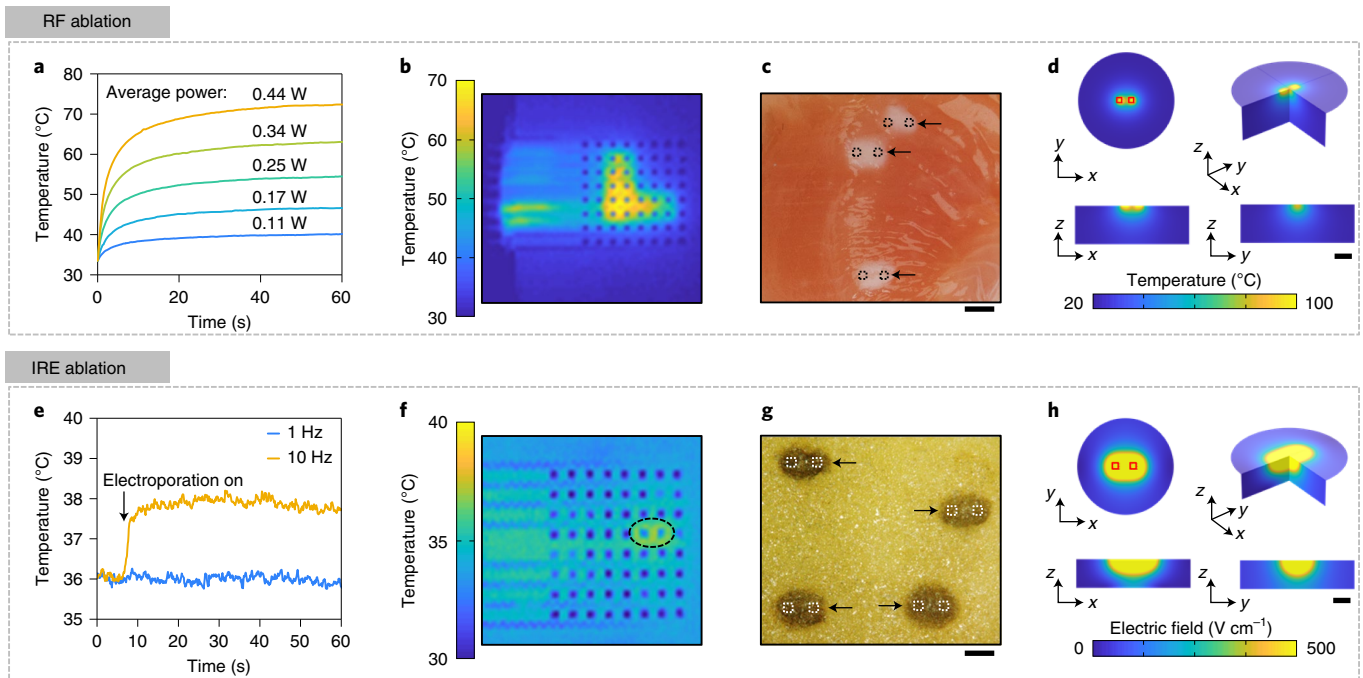 RF ablation
a
80
70
60
50
40
30
Temperature (°C)
Average power:
0.44 W
0.34 W
0.25 W
0.17 W
0.11 W
0 20 40 60
Time (s)
b
70
60
50
40
30
Temperature (°C)
c
d
y
x
z
y
x
z
x
z
y
Temperature (°C)
20 100
IRE ablation
e
40
39
38
37
36
35
Temperature (°C)
1 Hz
10 Hz
Electroporation on
0 10 20 30 40 50 60
Time (s)
f
40
35
30
Temperature (°C)
g
h
y
x
z
y
x
z
x
z
y
Electric field (V cm⁻¹)
0 500